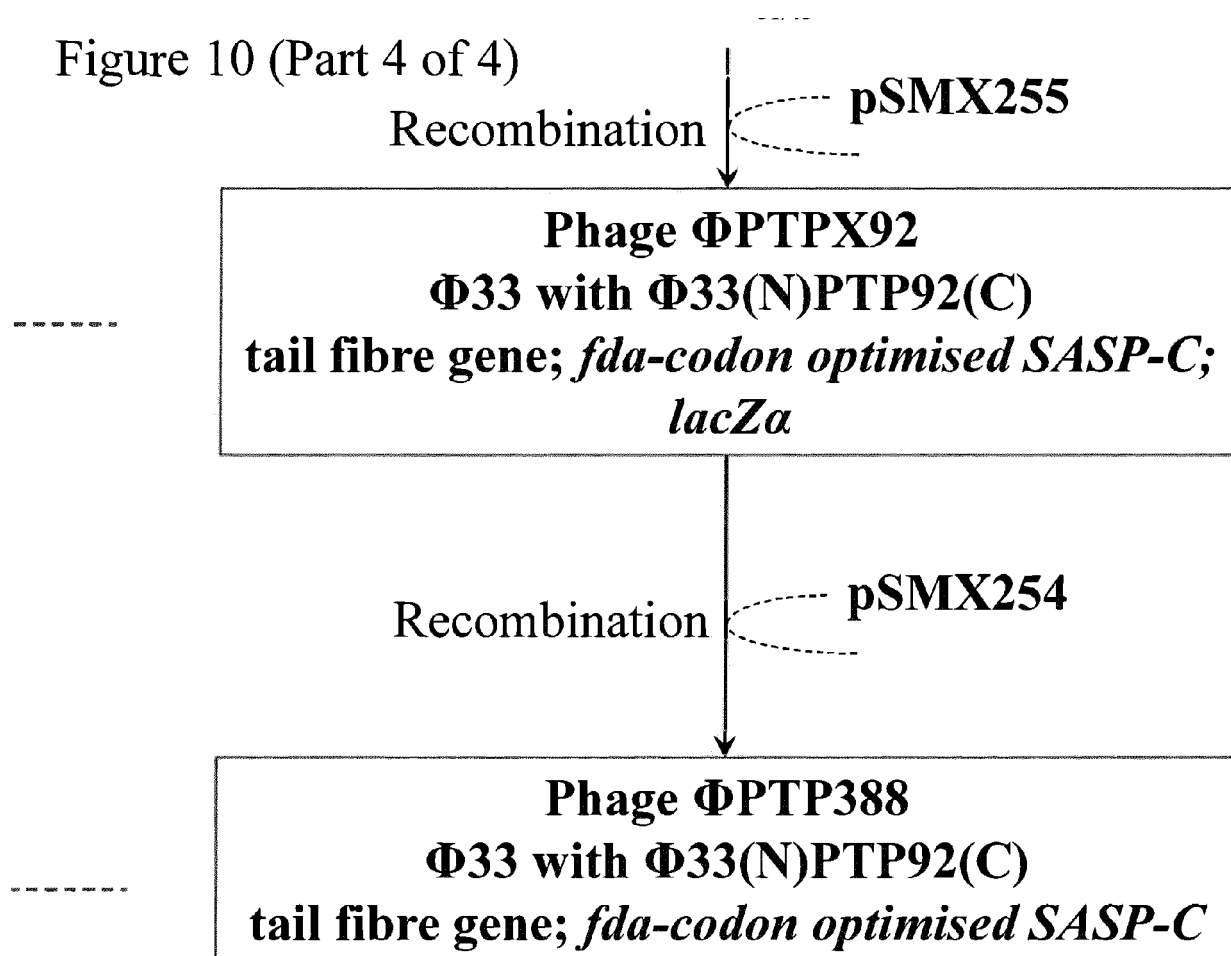 Figure 10 (Part 4 of 4)
pSMX255
Recombination
Phage ΦPTPX92
Φ33 with Φ33(N)PTP92(C)
tail fibre gene; fda-codon optimised SASP-C;
lacZα
pSMX254
Recombination
Phage ΦPTP388
Φ33 with Φ33(N)PTP92(C)
tail fibre gene; fda-codon optimised SASP-C